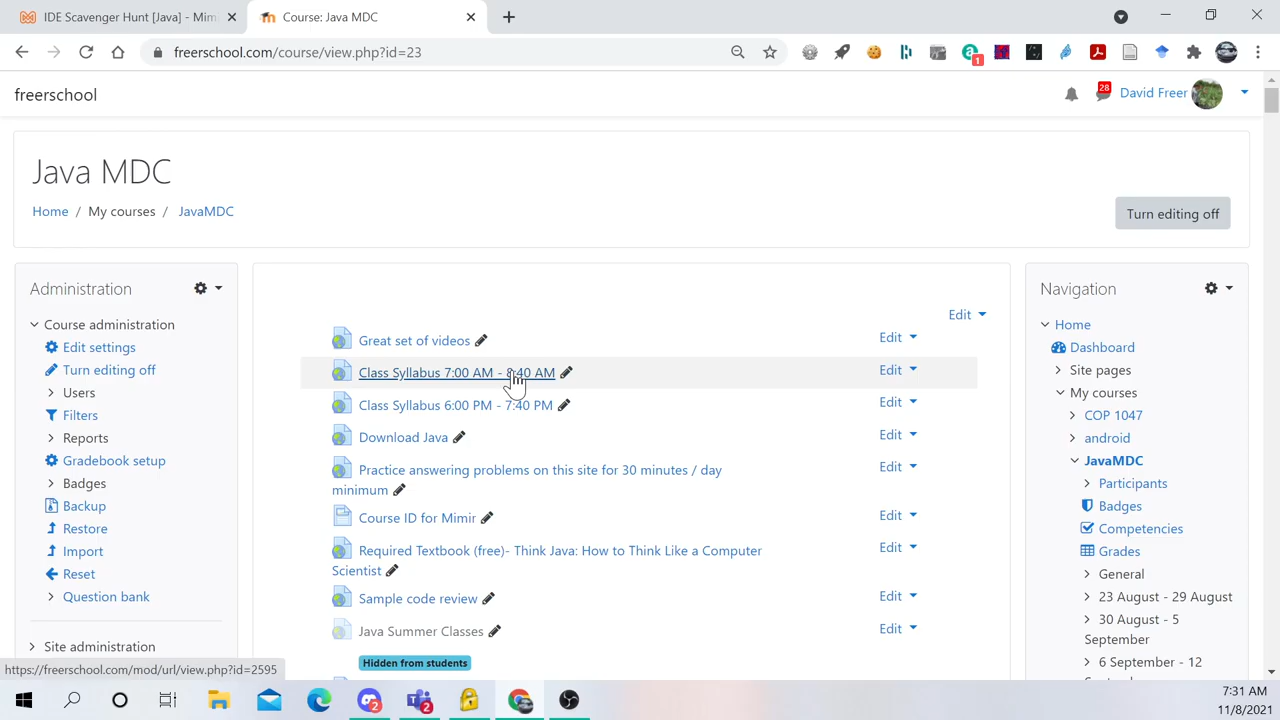 IDE Scavenger Hunt [Java] - Mim
Course: Java MDC
freerschool.com/course/view.php?id=23
1
freerschool
28
David Freer
Java MDC
Home / My courses / JavaMDC
Turn editing off
Administration
Course administration
Edit settings
Turn editing off
Users
Filters
Reports
Gradebook setup
Badges
Backup
Restore
Import
Reset
Question bank
Site administration
Edit
Great set of videos
Edit
Class Syllabus 7:00 AM - 8:40 AM
Edit
Class Syllabus 6:00 PM - 7:40 PM
Edit
Download Java
Edit
Practice answering problems on this site for 30 minutes / day
minimum
Edit
Course ID for Mimir
Edit
Required Textbook (free)- Think Java: How to Think Like a Computer
Scientist
Edit
Sample code review
Edit
Java Summer Classes
Edit
Hidden from students
Navigation
Home
Dashboard
Site pages
My courses
COP 1047
android
JavaMDC
Participants
Badges
Competencies
Grades
General
23 August - 29 August
30 August - 5
September
6 September - 12
https://freerschool.com/mod/url/view.php?id=2595
2
2
7:31 AM
11/8/2021